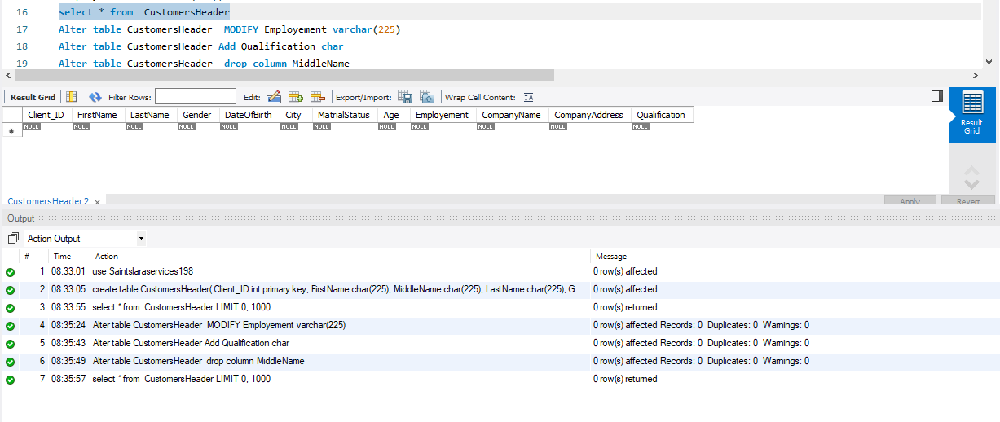 16 select * from  CustomersHeader
17 Alter table CustomersHeader  MODIFY Employement varchar(225)
18 Alter table CustomersHeader Add Qualification char
19 Alter table CustomersHeader  drop column MiddleName
Result Grid Filter Rows: Edit: Export/Import: Wrap Cell Content: IA
Client_ID FirstName LastName Gender DateOfBirth City MatrialStatus Age Employement CompanyName CompanyAddress Qualification
NULL NULL NULL NULL NULL NULL NULL NULL NULL NULL NULL NULL
Result
Grid
CustomersHeader 2 Apply Revert
Output
Action Output
# Time Action Message
1 08:33:01 use Saintslaraservices198 0 row(s) affected
2 08:33:05 create table CustomersHeader( Client_ID int primary key, FirstName char(225), MiddleName char(225), LastName char(225), G... 0 row(s) affected
3 08:33:55 select * from  CustomersHeader LIMIT 0, 1000 0 row(s) returned
4 08:35:24 Alter table CustomersHeader  MODIFY Employement varchar(225) 0 row(s) affected Records: 0  Duplicates: 0  Warnings: 0
5 08:35:43 Alter table CustomersHeader Add Qualification char 0 row(s) affected Records: 0  Duplicates: 0  Warnings: 0
6 08:35:49 Alter table CustomersHeader  drop column MiddleName 0 row(s) affected Records: 0  Duplicates: 0  Warnings: 0
7 08:35:57 select * from  CustomersHeader LIMIT 0, 1000 0 row(s) returned